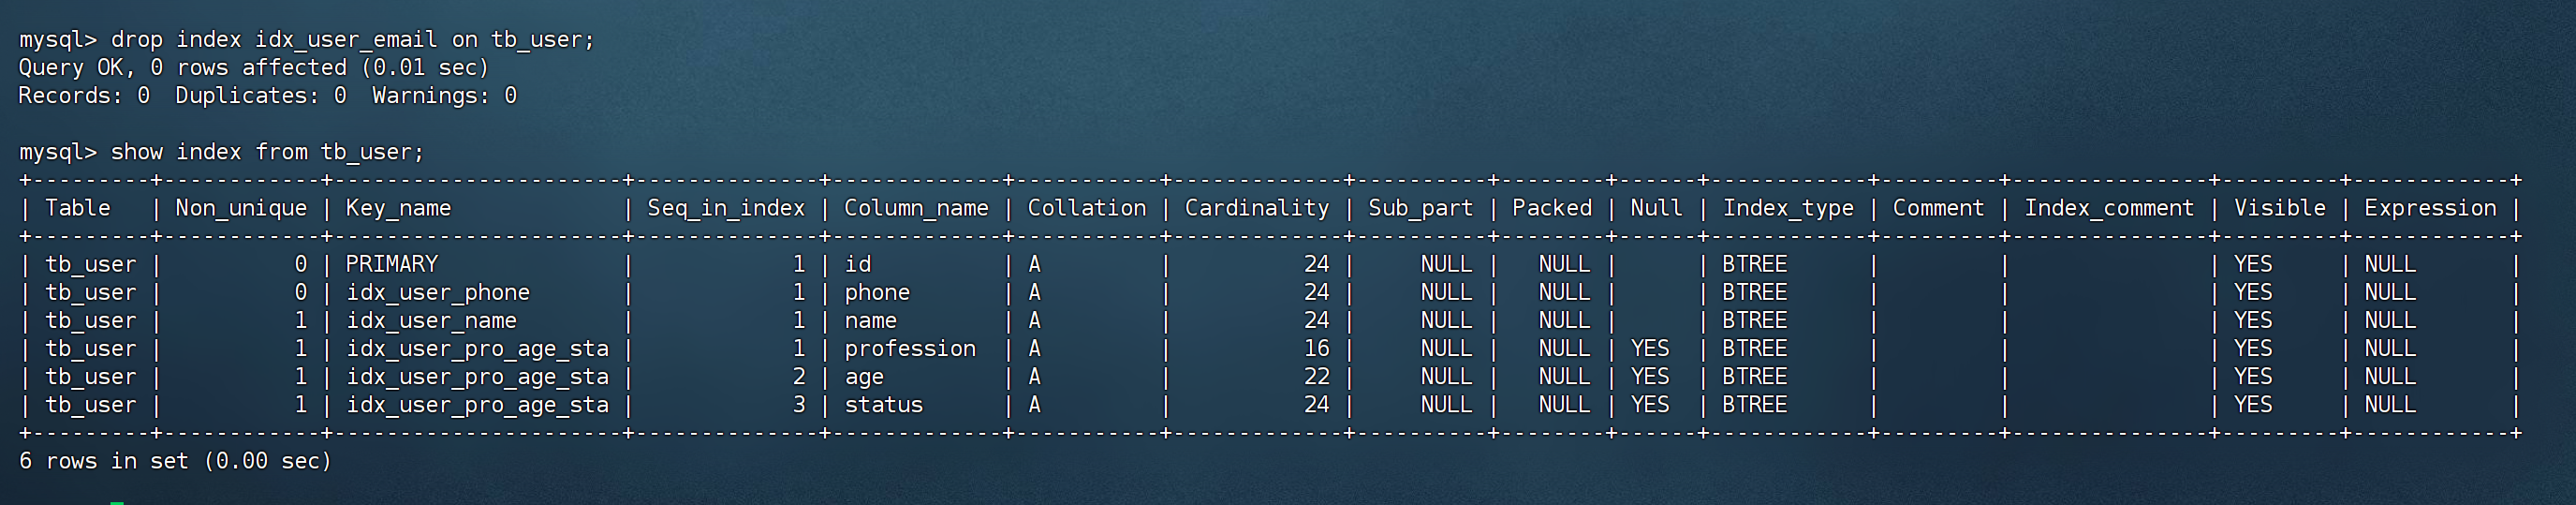 mysql> drop index idx_user_email on tb_user;
Query OK, 0 rows affected (0.01 sec)
Records: 0  Duplicates: 0  Warnings: 0
mysql> show index from tb_user;
+---------+------------+----------------------+--------------+-------------+-----------+-------------+----------+--------+------+------------+---------+---------------+---------+------------+
| Table   | Non_unique | Key_name             | Seq_in_index | Column_name | Collation | Cardinality | Sub_part | Packed | Null | Index_type | Comment | Index_comment | Visible | Expression |
+---------+------------+----------------------+--------------+-------------+-----------+-------------+----------+--------+------+------------+---------+---------------+---------+------------+
| tb_user |          0 | PRIMARY              |            1 | id          | A         |          24 |     NULL |   NULL |      | BTREE      |         |               | YES     | NULL       |
| tb_user |          0 | idx_user_phone       |            1 | phone       | A         |          24 |     NULL |   NULL |      | BTREE      |         |               | YES     | NULL       |
| tb_user |          1 | idx_user_name        |            1 | name        | A         |          24 |     NULL |   NULL |      | BTREE      |         |               | YES     | NULL       |
| tb_user |          1 | idx_user_pro_age_sta |            1 | profession  | A         |          16 |     NULL |   NULL | YES  | BTREE      |         |               | YES     | NULL       |
| tb_user |          1 | idx_user_pro_age_sta |            2 | age         | A         |          22 |     NULL |   NULL | YES  | BTREE      |         |               | YES     | NULL       |
| tb_user |          1 | idx_user_pro_age_sta |            3 | status      | A         |          24 |     NULL |   NULL | YES  | BTREE      |         |               | YES     | NULL       |
+---------+------------+----------------------+--------------+-------------+-----------+-------------+----------+--------+------+------------+---------+---------------+---------+------------+
6 rows in set (0.00 sec)